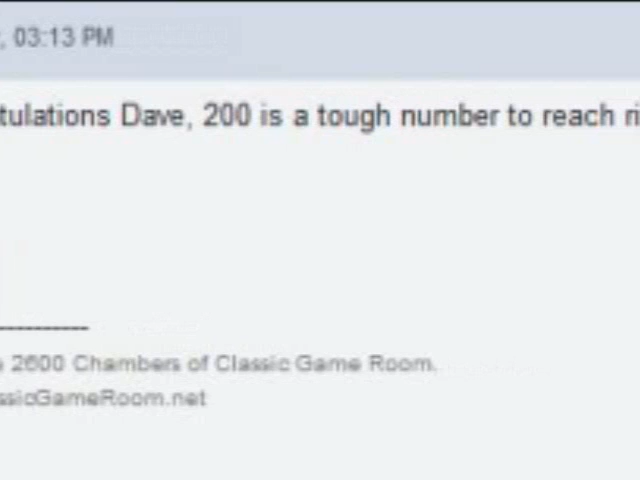 , 03:13 PM
tulations Dave, 200 is a tough number to reach ri
----------
2600 Chambers of Classic Game Room.
ssicGameRoom.net